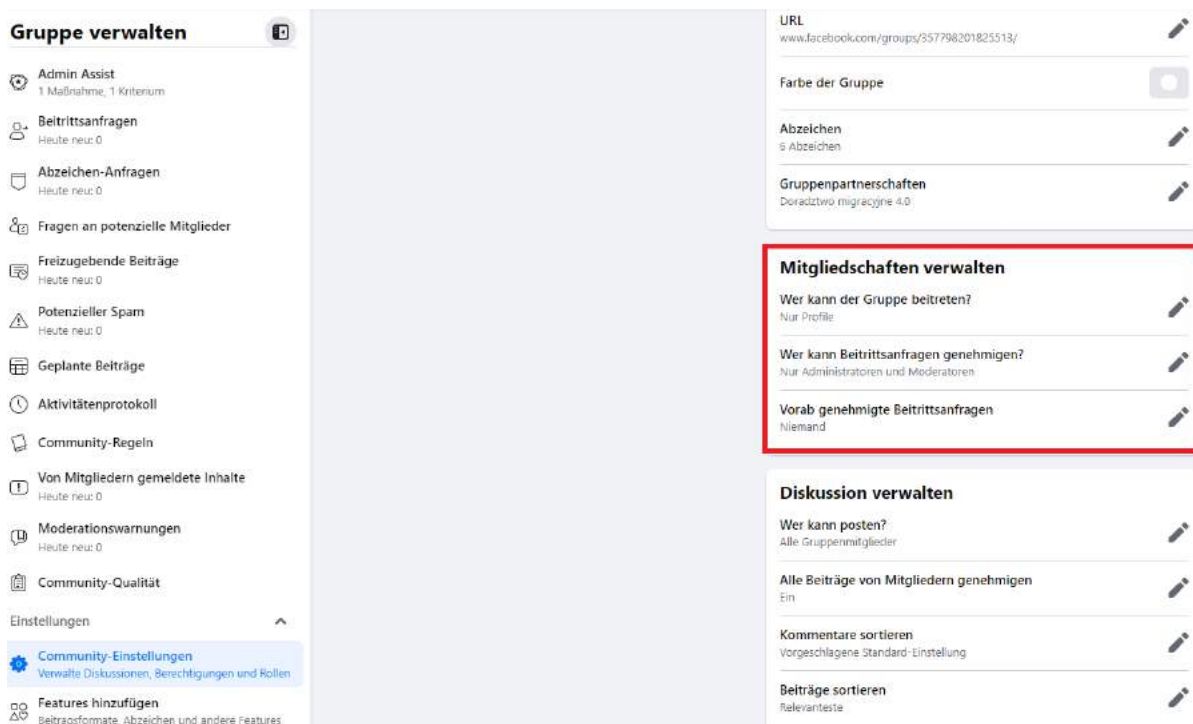 Gruppe verwalten
Admin Assist
1 Maßnahme, 1 Kriterium
Beitrittsanfragen
Heute neu: 0
Abzeichen-Anfragen
Heute neu: 0
Fragen an potenzielle Mitglieder
Freizugebende Beiträge
Heute neu: 0
Potenzieller Spam
Heute neu: 0
Geplante Beiträge
Aktivitätenprotokoll
Community-Regeln
Von Mitgliedern gemeldete Inhalte
Heute neu: 0
Moderationswarnungen
Heute neu: 0
Community-Qualität
Einstellungen
Community-Einstellungen
Verwalte Diskussionen, Berechtigungen und Rollen
Features hinzufügen
Beitragsformate, Abzeichen und andere Features
URL
www.facebook.com/groups/357798201825513/
Farbe der Gruppe
Abzeichen
6 Abzeichen
Gruppenpartnerschaften
Doradztwo migracyjne 4.0
Mitgliedschaften verwalten
Wer kann der Gruppe beitreten?
Nur Profile
Wer kann Beitrittsanfragen genehmigen?
Nur Administratoren und Moderatoren
Vorab genehmigte Beitrittsanfragen
Niemand
Diskussion verwalten
Wer kann posten?
Alle Gruppenmitglieder
Alle Beiträge von Mitgliedern genehmigen
Ein
Kommentare sortieren
Vorgeschlagene Standard-Einstellung
Beiträge sortieren
Relevanteste